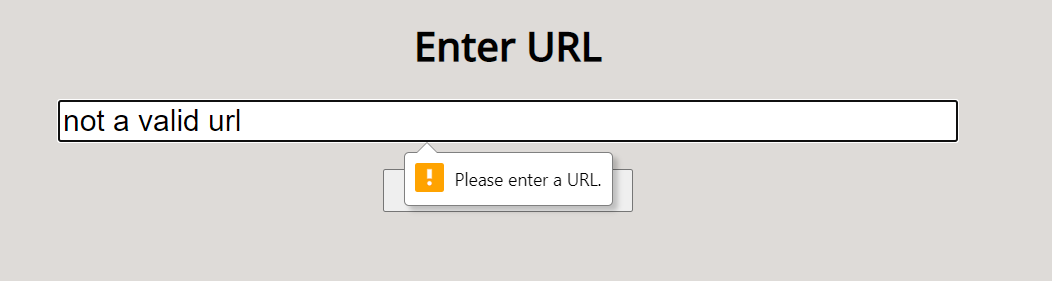 Enter URL
not a valid url
Please enter a URL.